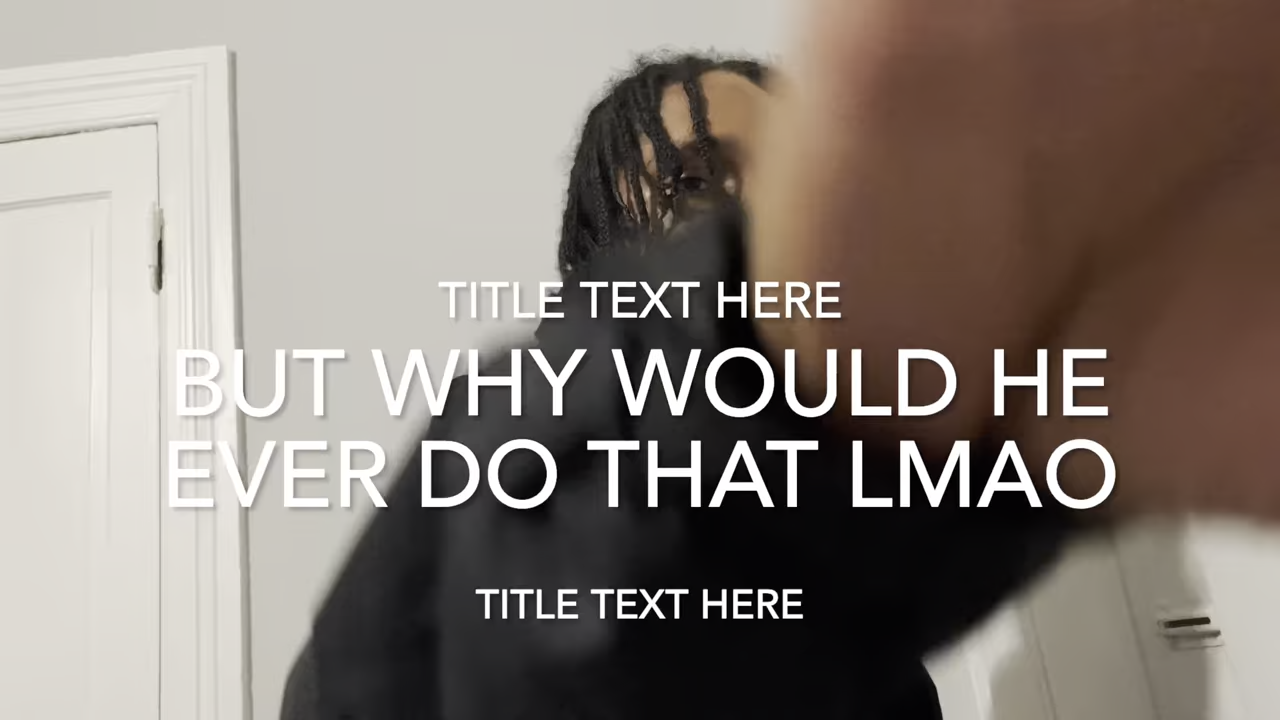 TITLE TEXT HERE
BUT WHY WOULD HE
EVER DO THAT LMAO
TITLE TEXT HERE